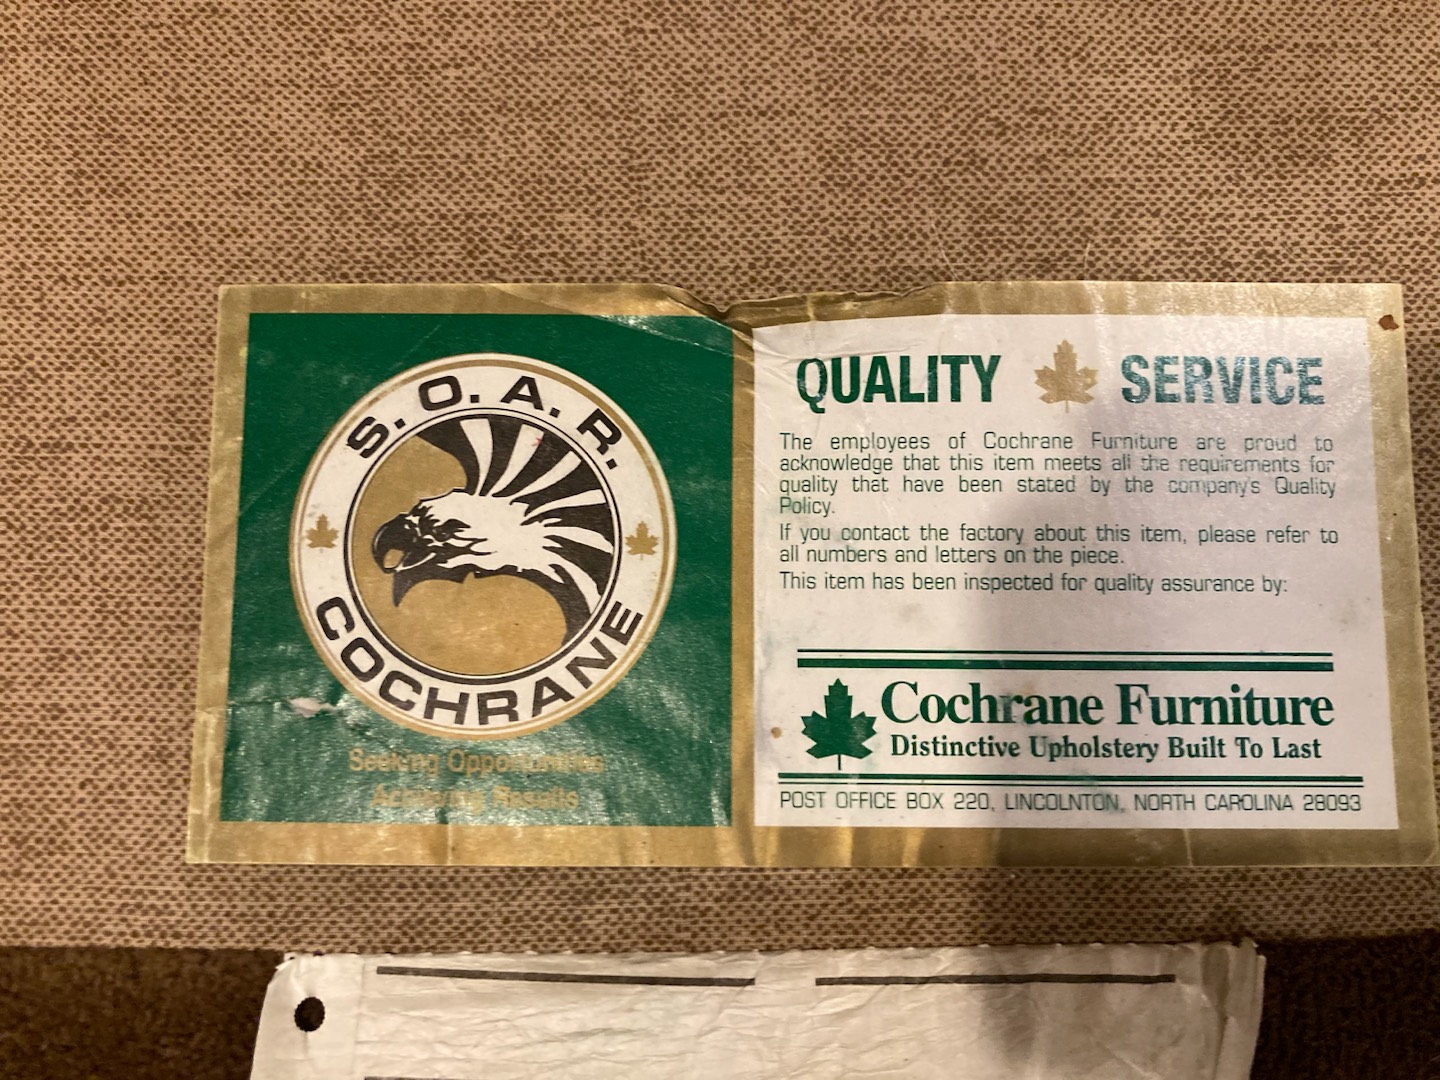 S. O. A. R.
COCHRANE
Seeking Opportunities
Achieving Results
QUALITY SERVICE
The employees of Cochrane Furniture are proud to
acknowledge that this item meets all the requirements for
quality that have been stated by the company's Quality
Policy.
If you contact the factory about this item, please refer to
all numbers and letters on the piece.
This item has been inspected for quality assurance by:
Cochrane Furniture
Distinctive Upholstery Built To Last
POST OFFICE BOX 220, LINCOLNTON, NORTH CAROLINA 28093